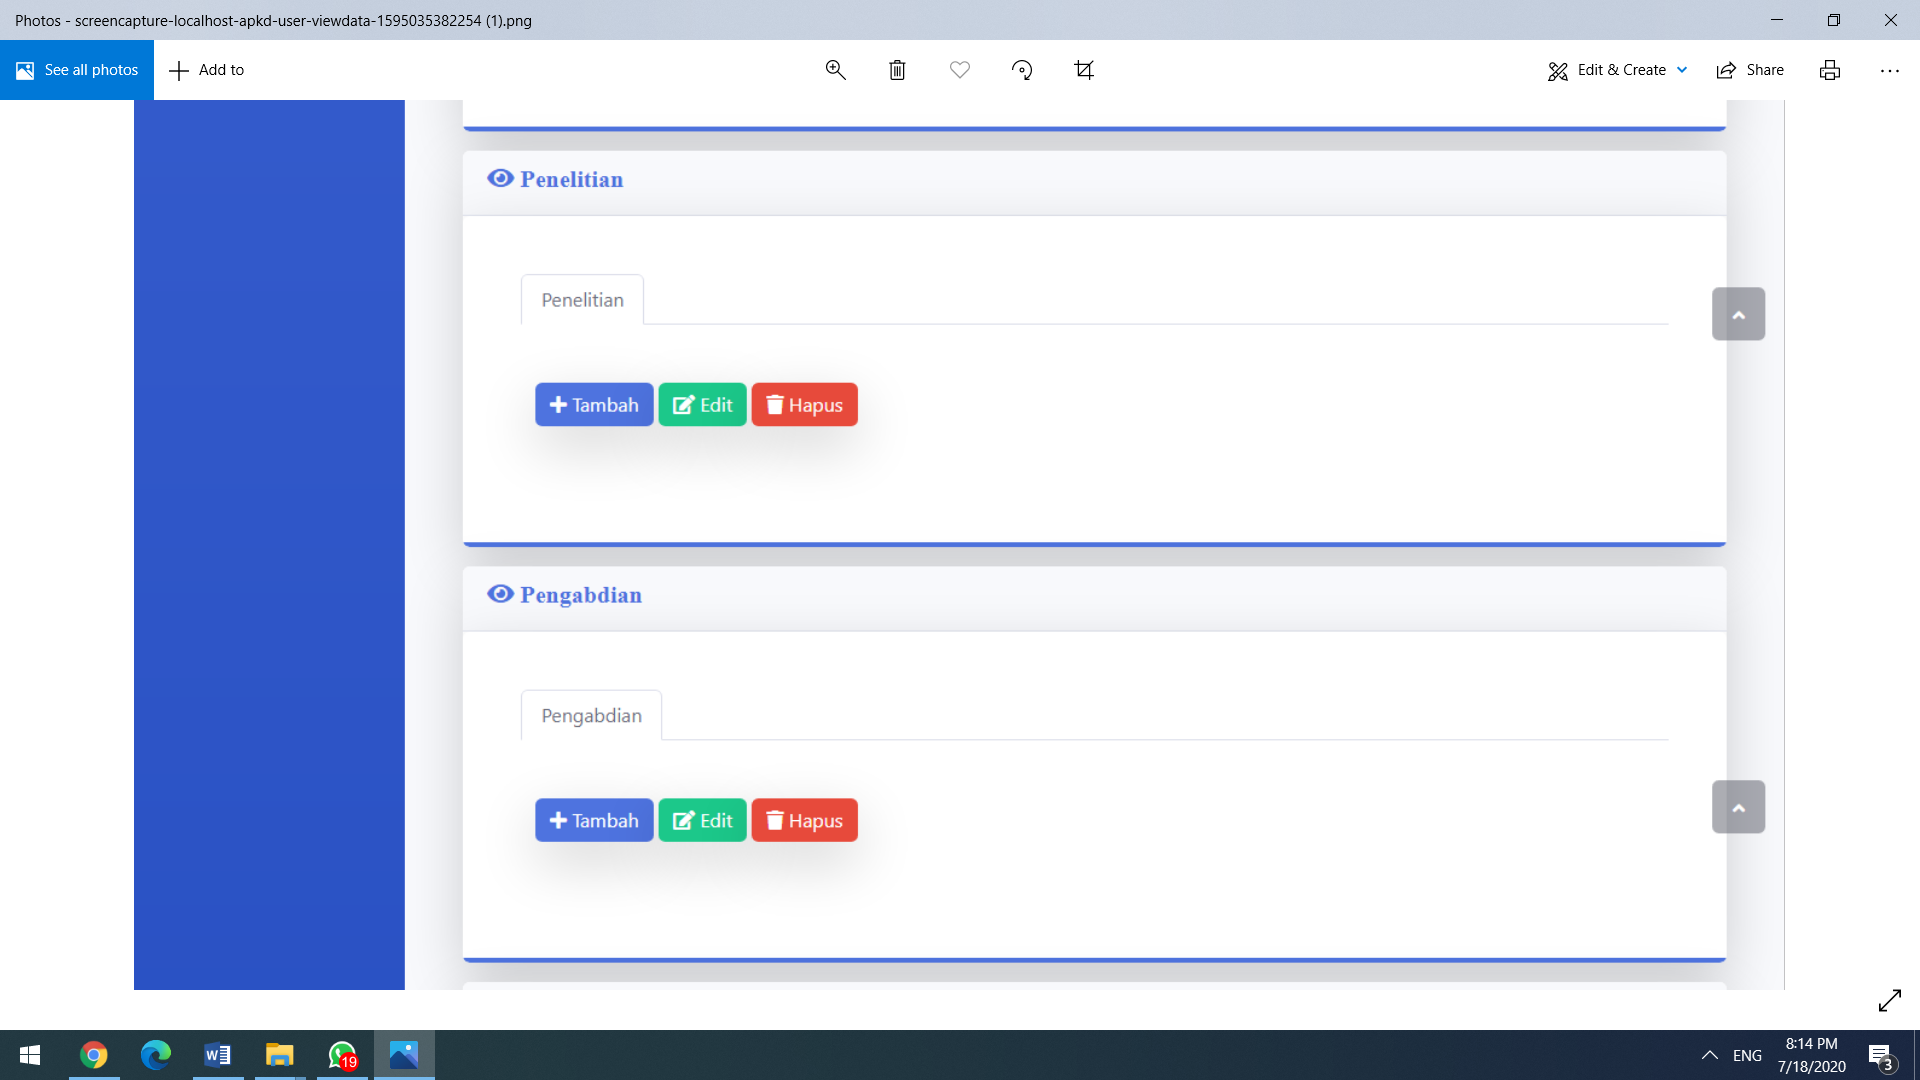 Photos - screencapture-localhost-apkd-user-viewdata-1595035382254 (1).png
See all photos
Add to
Edit & Create
Share
Penelitian
Penelitian
Tambah Edit Hapus
Pengabdian
Pengabdian
Tambah Edit Hapus
19
ENG
8:14 PM
7/18/2020
3